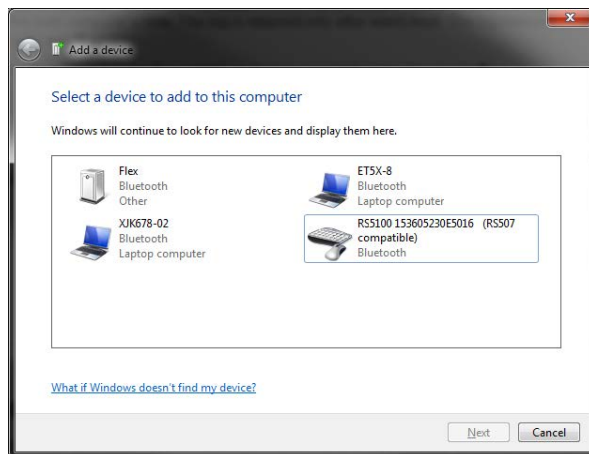 Add a device
Select a device to add to this computer
Windows will continue to look for new devices and display them here.
Flex
Bluetooth
Other
ET5X-8
Bluetooth
Laptop computer
XJK678-02
Bluetooth
Laptop computer
RS5100 153605230E5016 (RS507
compatible)
Bluetooth
What if Windows doesn't find my device?
Next
Cancel